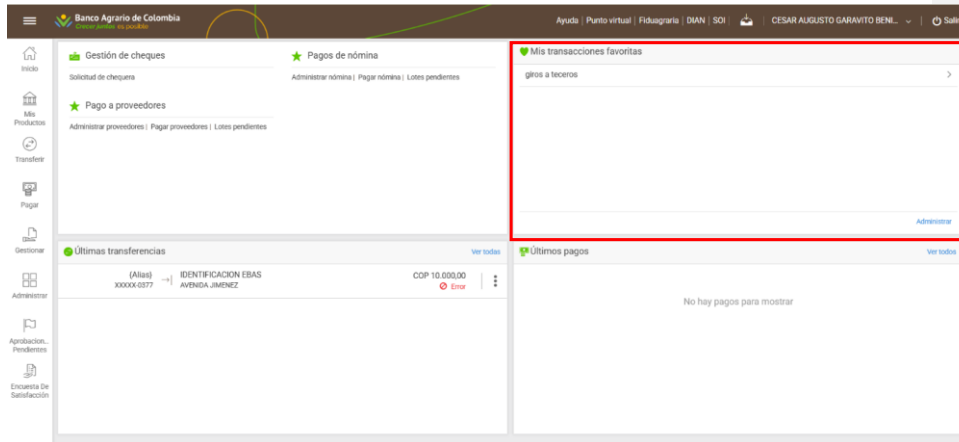 Banco Agrario de Colombia
Crecer juntos es posible
Ayuda | Punto virtual | Fiduagraria | DIAN | SOI |
CESAR AUGUSTO GARAVITO BENI...
Salir
Inicio
Mis
Productos
Transferir
Pagar
Gestionar
Administrar
Aprobacion...
Pendientes
Encuesta De
Satisfacción
Gestión de cheques
Solicitud de chequera
Pagos de nómina
Administrar nómina | Pagar nómina | Lotes pendientes
Pago a proveedores
Administrar proveedores | Pagar proveedores | Lotes pendientes
Mis transacciones favoritas
giros a teceros
Administrar
Últimas transferencias
Ver todas
(Alias)
XXXXX-0377
IDENTIFICACION EBAS
AVENIDA JIMENEZ
COP 10.000,00
Error
Últimos pagos
Ver todos
No hay pagos para mostrar